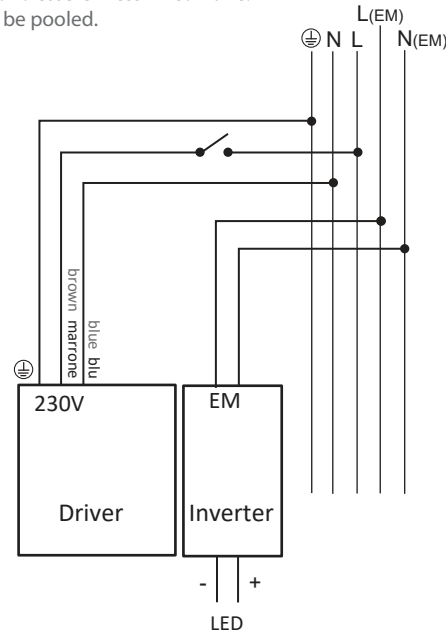 be pooled.
L(EM)
⏚ N L N(EM)
brown marrone
blue blu
⏚
230V
EM
Driver
Inverter
- +
LED